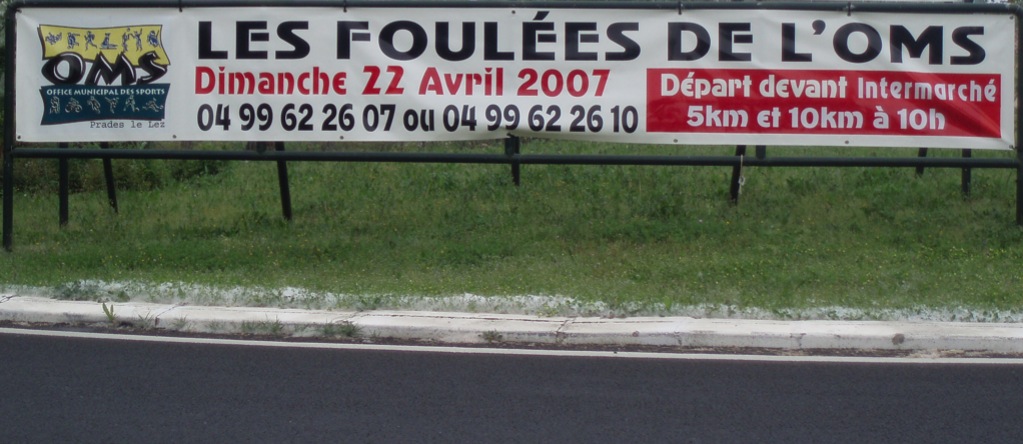 OMS
OFFICE MUNICIPAL DES SPORTS
Prades le Lez
LES FOULÉES DE L'OMS
Dimanche 22 Avril 2007
04 99 62 26 07 ou 04 99 62 26 10
Départ devant Intermarché
5km et 10km à 10h